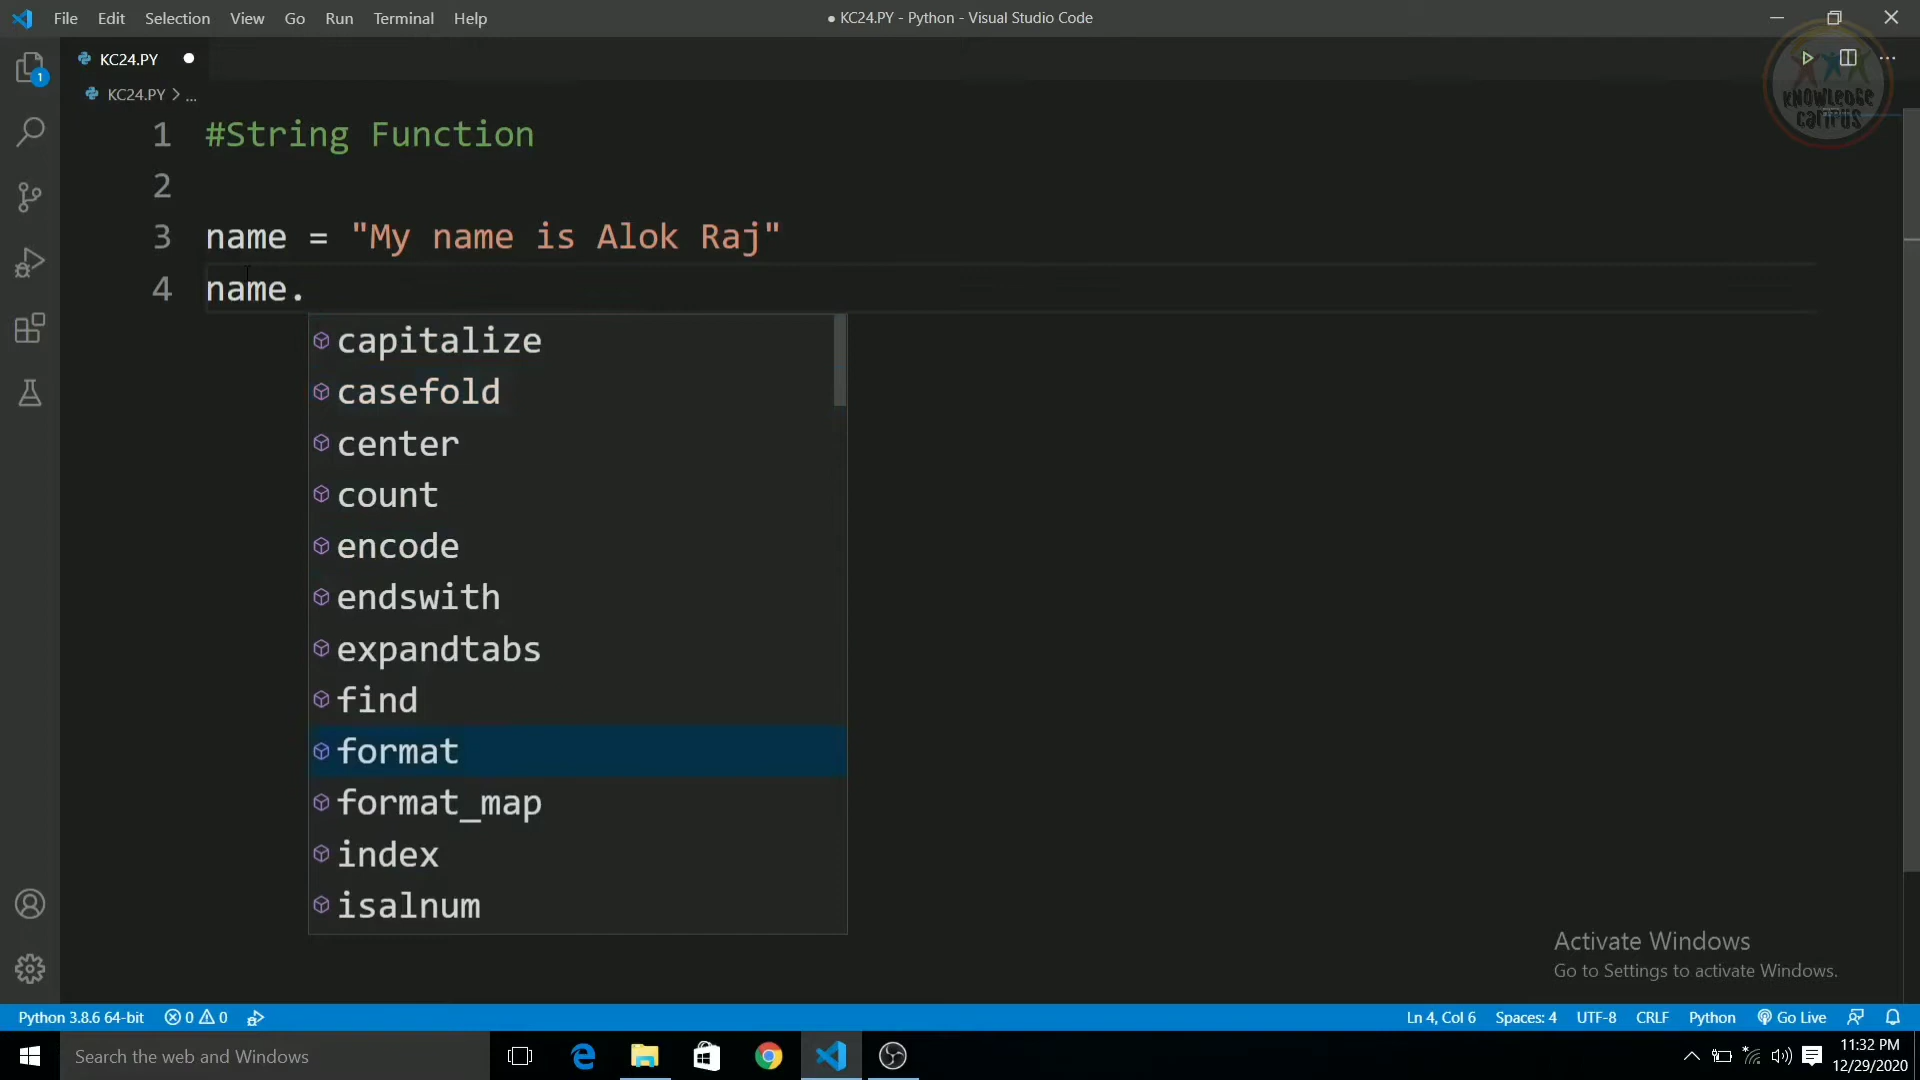 File Edit Selection View Go Run Terminal Help
● KC24.PY - Python - Visual Studio Code
KC24.PY
1
KC24.PY > ...
KNOWLEDGE
CAMPUS
1 #String Function
2
3 name = "My name is Alok Raj"
4 name.
capitalize
casefold
center
count
encode
endswith
expandtabs
find
format
format_map
index
isalnum
Activate Windows
Go to Settings to activate Windows.
Python 3.8.6 64-bit 0 0 Ln 4, Col 6 Spaces: 4 UTF-8 CRLF Python Go Live
Search the web and Windows
11:32 PM
12/29/2020